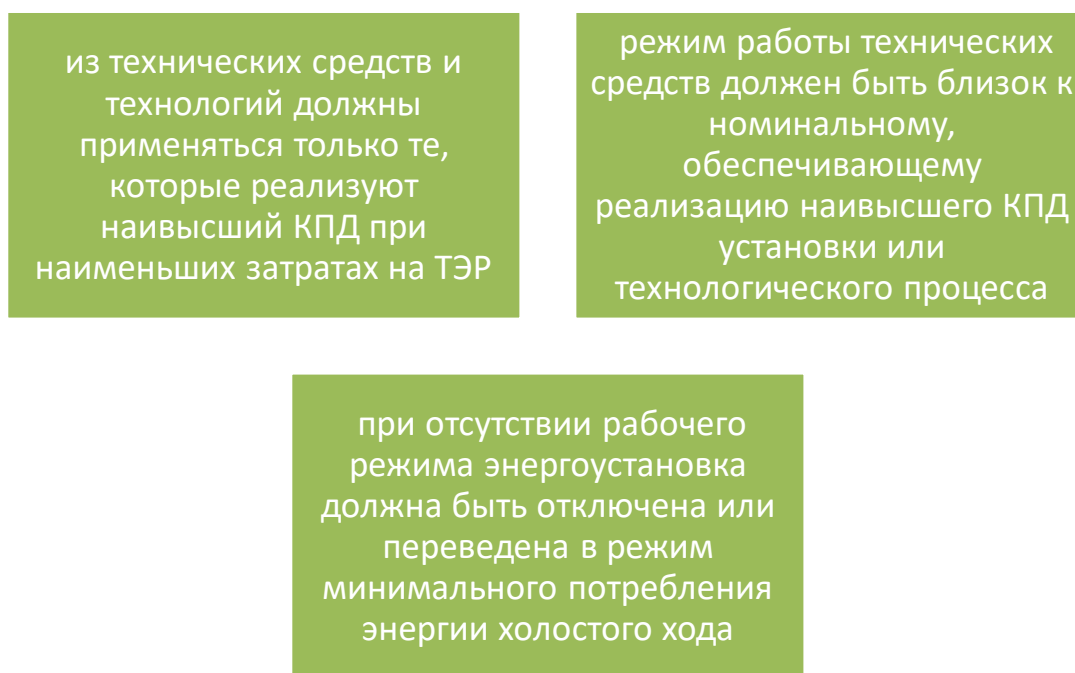 из технических средств и
технологий должны
применяться только те,
которые реализуют
наивысший КПД при
наименьших затратах на ТЭР
режим работы технических
средств должен быть близок к
номинальному,
обеспечивающему
реализацию наивысшего КПД
установки или
технологического процесса
при отсутствии рабочего
режима энергоустановка
должна быть отключена или
переведена в режим
минимального потребления
энергии холостого хода